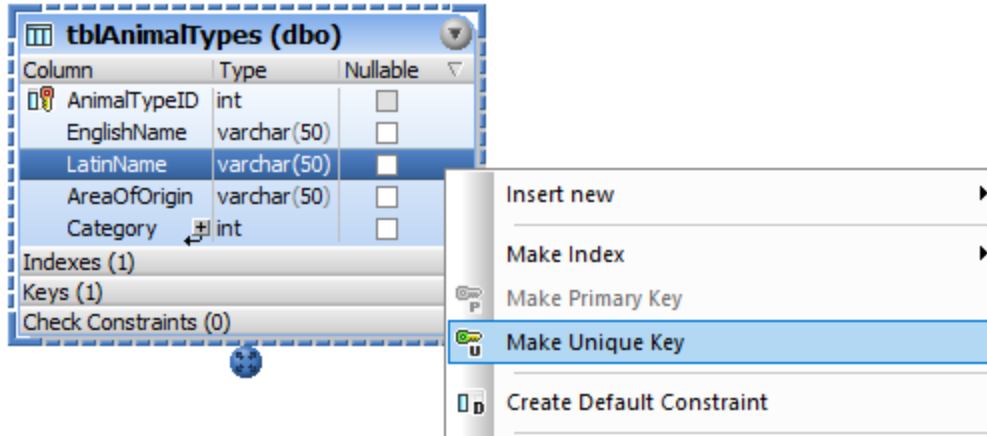 tblAnimalTypes (dbo)
Column Type Nullable
AnimalTypeID int
EnglishName varchar(50)
LatinName varchar(50)
AreaOfOrigin varchar(50)
Category int
Indexes (1)
Keys (1)
Check Constraints (0)
Insert new
Make Index
P Make Primary Key
U Make Unique Key
D Create Default Constraint